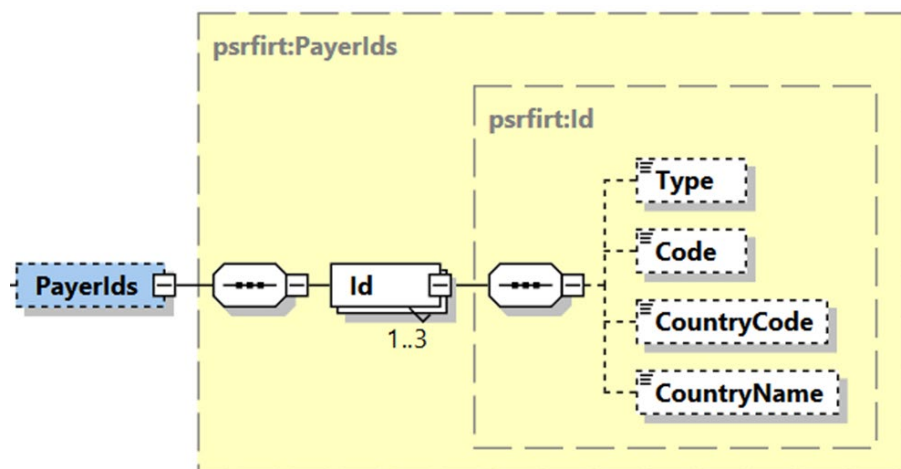 psrfirt:PayerIds
psrfirt:Id
Type
Code
PayerIds
Id
1..3
CountryCode
CountryName